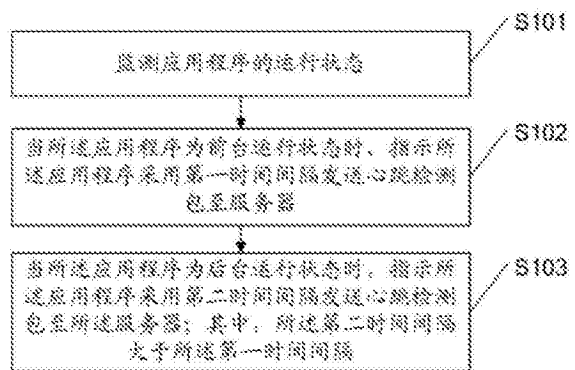 S101
监测应用程序的运行状态
S102
当所述应用程序为前台运行状态时、指示所
述应用程序采用第一时间间隔发送心跳检测
包至服务器
S103
当所述应用程序为后台运行状态时，指示所
述应用程序采用第二时间间隔发送心跳检测
包至所述服务器；其中，所述第二时间间隔
大于所述第一时间间隔